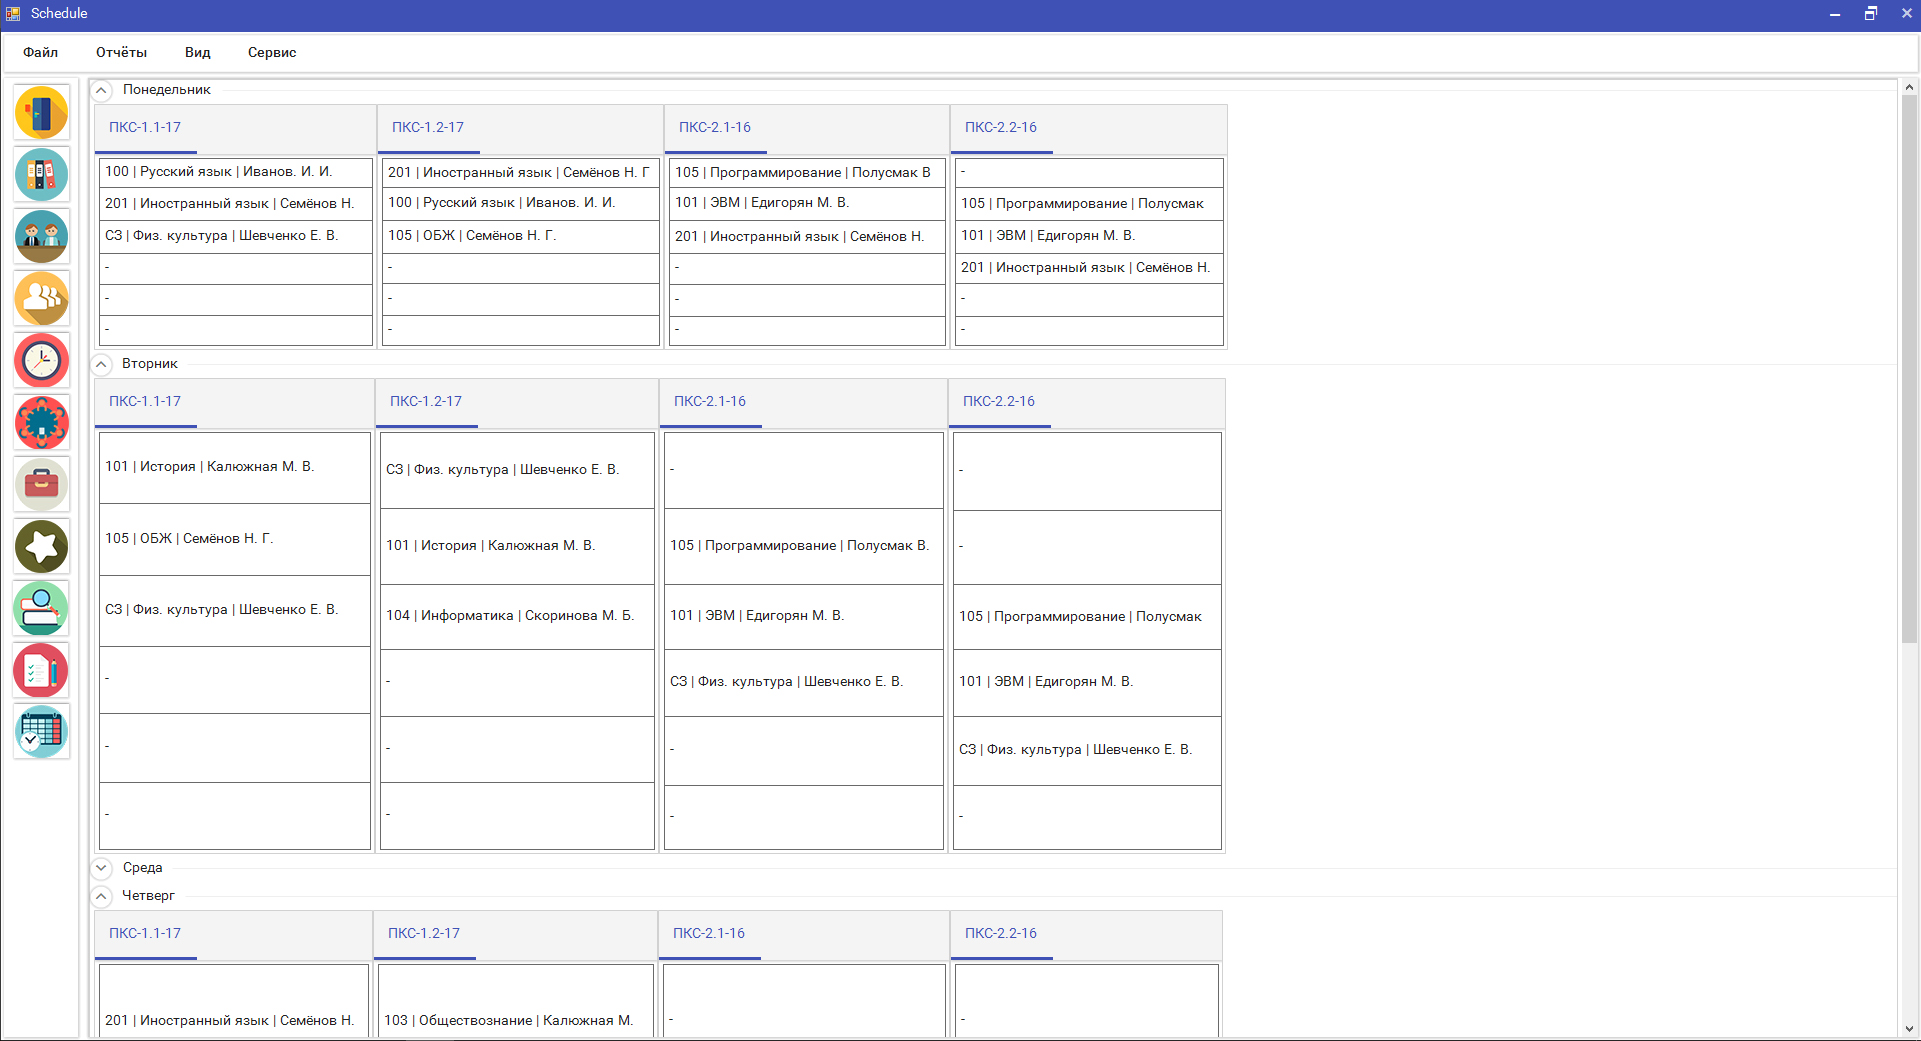 Schedule
Файл Отчёты Вид Сервис
Понедельник
ПКС-1.1-17 ПКС-1.2-17 ПКС-2.1-16 ПКС-2.2-16
100 | Русский язык | Иванов. И. И. 201 | Иностранный язык | Семёнов Н. Г 105 | Программирование | Полусмак В -
201 | Иностранный язык | Семёнов Н. 100 | Русский язык | Иванов. И. И. 101 | ЭВМ | Едигорян М. В. 105 | Программирование | Полусмак
СЗ | Физ. культура | Шевченко Е. В. 105 | ОБЖ | Семёнов Н. Г. 201 | Иностранный язык | Семёнов Н. 101 | ЭВМ | Едигорян М. В.
- - - 201 | Иностранный язык | Семёнов Н.
- - - -
- - - -
Вторник
ПКС-1.1-17 ПКС-1.2-17 ПКС-2.1-16 ПКС-2.2-16
101 | История | Калюжная М. В. СЗ | Физ. культура | Шевченко Е. В. - -
105 | ОБЖ | Семёнов Н. Г. 101 | История | Калюжная М. В. 105 | Программирование | Полусмак В. -
СЗ | Физ. культура | Шевченко Е. В. 104 | Информатика | Скоринова М. Б. 101 | ЭВМ | Едигорян М. В. 105 | Программирование | Полусмак
- - СЗ | Физ. культура | Шевченко Е. В. 101 | ЭВМ | Едигорян М. В.
- - - СЗ | Физ. культура | Шевченко Е. В.
- - - -
Среда
Четверг
ПКС-1.1-17 ПКС-1.2-17 ПКС-2.1-16 ПКС-2.2-16
201 | Иностранный язык | Семёнов Н. 103 | Обществознание | Калюжная М. - -